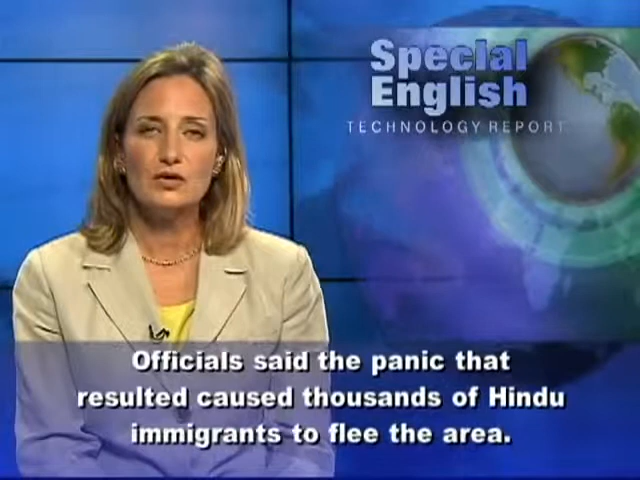 Special
English
TECHNOLOGY REPORT
Officials said the panic that
resulted caused thousands of Hindu
immigrants to flee the area.